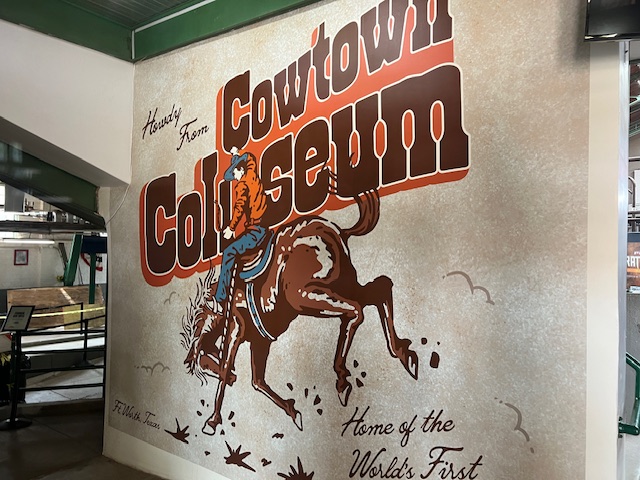 Howdy
From
Cowtown
Coliseum
Ft. Worth, Texas
Home of the
World's First